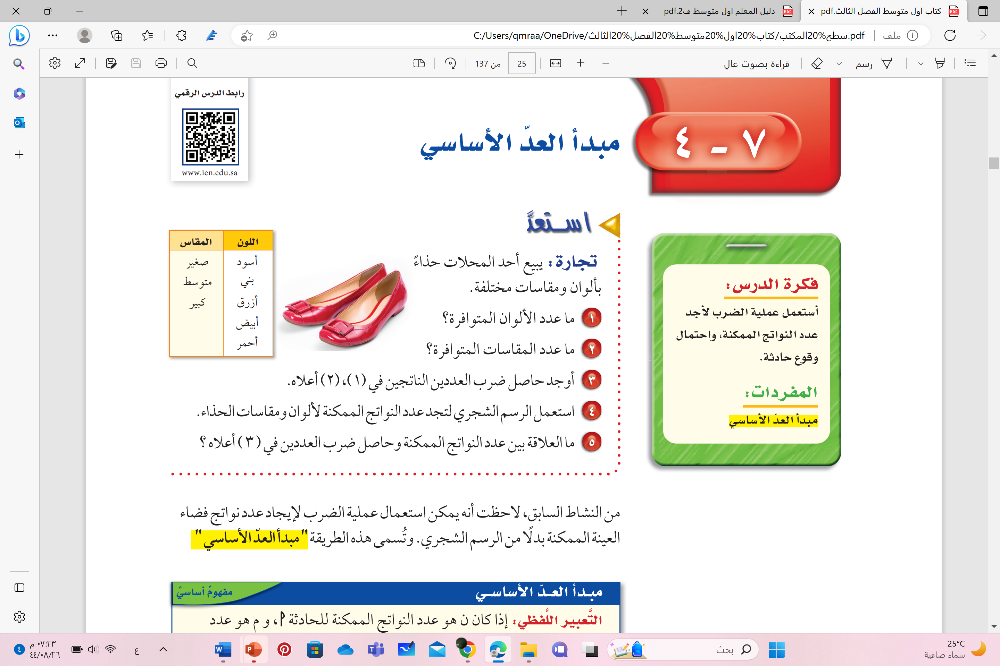 كتاب اول متوسط الفصل الثالث.pdf
دليل المعلم اول متوسط ف2.pdf
ملف
C:/Users/qmraa/OneDrive/سطح%20المكتب/كتاب%20اول%20متوسط%20الفصل%20الثالث.pdf
قراءة بصوت عالٍ
رسم
25
من 137
٧ - ٤
مبدأ العدّ الأساسي
رابط الدرس الرقمي
www.ien.edu.sa
فكرة الدرس:
أستعمل عملية الضرب لأجد
عدد النواتج الممكنة، واحتمال
وقوع حادثة.
المفردات:
مبدأ العدّ الأساسي
أستعدَّ
تجارة: يبيع أحد المحلات حذاءً
بألوان ومقاسات مختلفة.
١ ما عدد الألوان المتوافرة؟
٢ ما عدد المقاسات المتوافرة؟
٣ أوجد حاصل ضرب العددين الناتجين في (١)، (٢) أعلاه.
٤ استعمل الرسم الشجري لتجد عدد النواتج الممكنة لألوان ومقاسات الحذاء.
٥ ما العلاقة بين عدد النواتج الممكنة وحاصل ضرب العددين في (٣) أعلاه ؟
اللون المقاس
أسود صغير
بني متوسط
أزرق كبير
أبيض
أحمر
من النشاط السابق، لاحظت أنه يمكن استعمال عملية الضرب لإيجاد عدد نواتج فضاء
العينة الممكنة بدلًا من الرسم الشجري. وتُسمى هذه الطريقة "مبدأ العدّ الأساسي"
مبدأ العدّ الأساسي
مفهومٌ أساسيٌ
التَّعبير اللَّفظي: إذا كان ن هو عدد النواتج الممكنة للحادثة أ، و م هو عدد
25°C
سماء صافية
بحث
ع
٠٧:٢٣ م
٤٤/٠٨/٢٦
٤